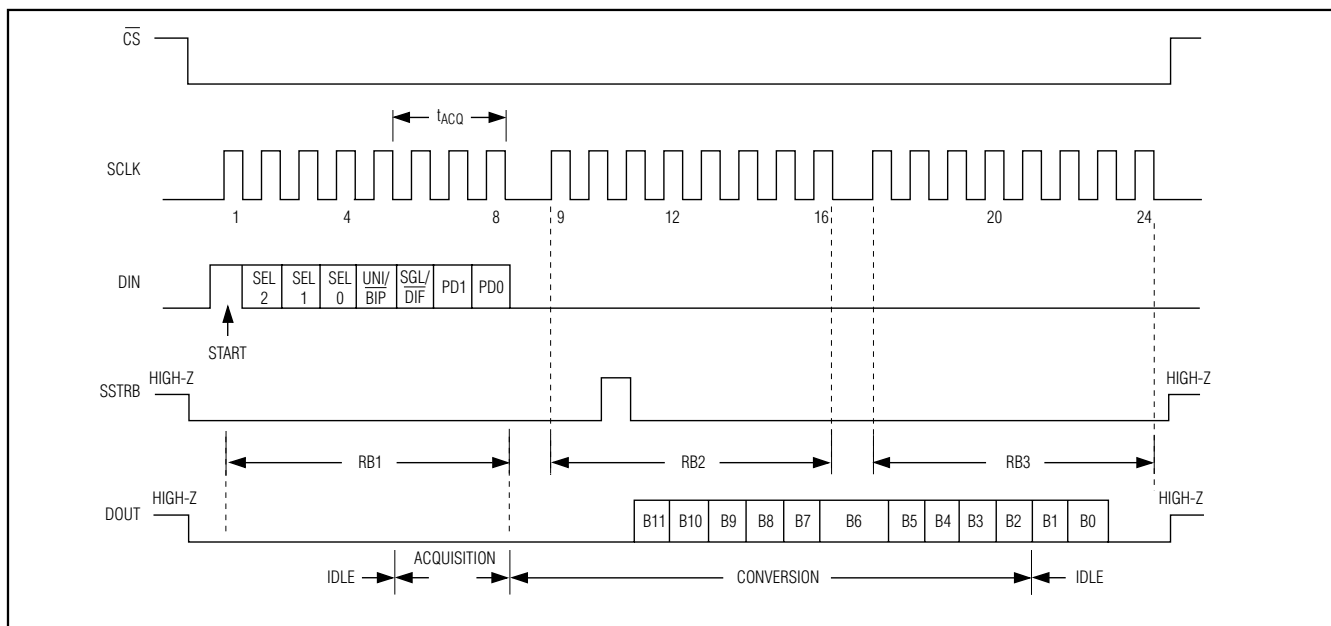 CS
tACQ
SCLK
1 4 8 9 12 16 20 24
DIN
SEL 2
SEL 1
SEL 0
UNI/BIP
SGL/DIF
PD1
PD0
START
HIGH-Z
SSTRB
HIGH-Z
RB1 RB2 RB3
HIGH-Z
DOUT
B11 B10 B9 B8 B7 B6 B5 B4 B3 B2 B1 B0
HIGH-Z
IDLE ACQUISITION CONVERSION IDLE